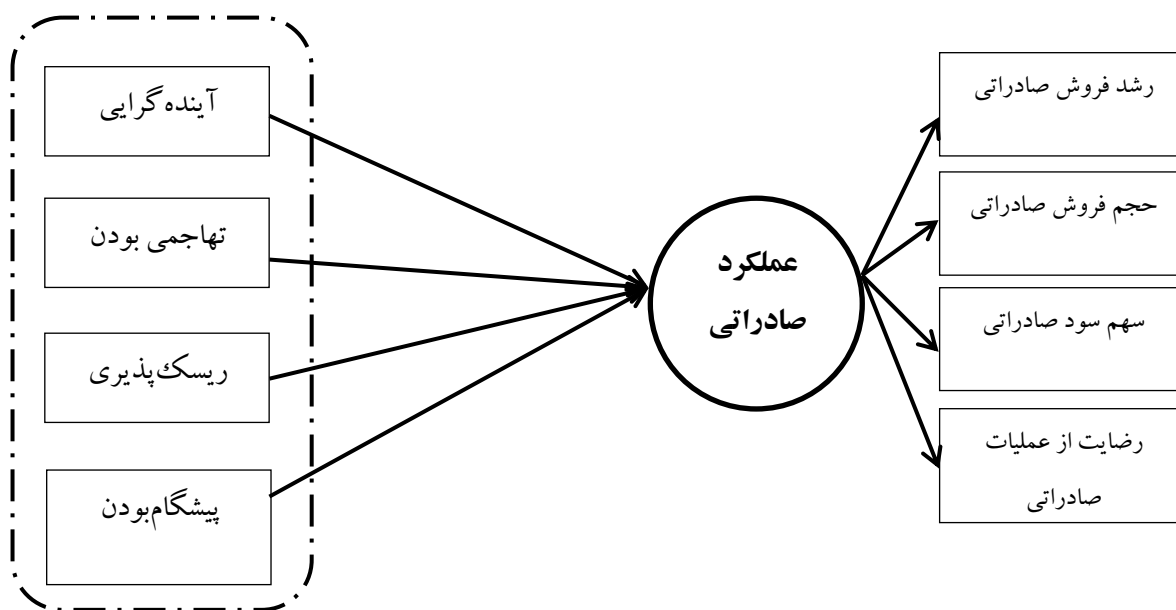 آینده‌گرایی
تهاجمی بودن
ریسک‌پذیری
پیشگام‌بودن
عملکرد
صادراتی
رشد فروش صادراتی
حجم فروش صادراتی
سهم سود صادراتی
رضایت از عملیات
صادراتی